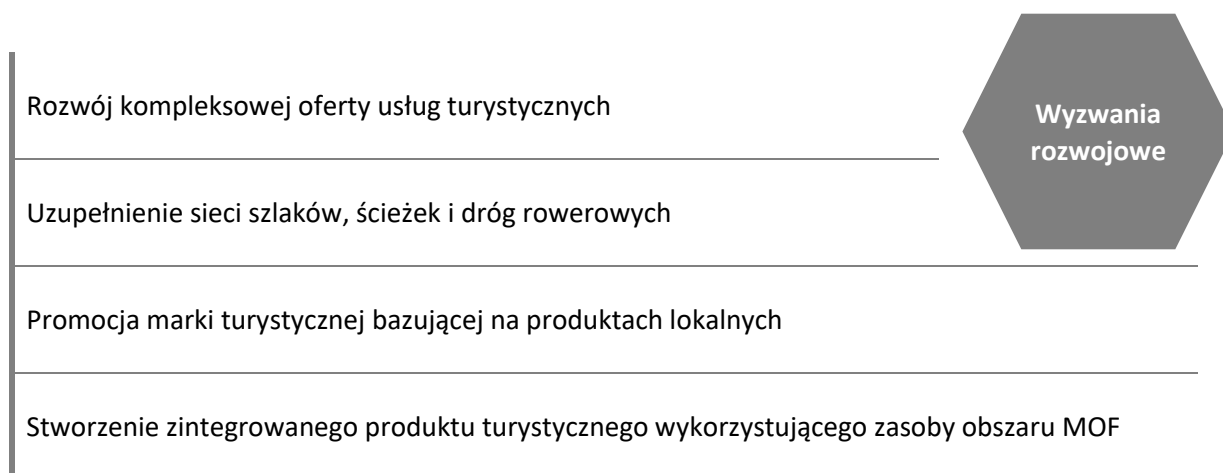 Wyzwania
rozwojowe
Rozwój kompleksowej oferty usług turystycznych
Uzupełnienie sieci szlaków, ścieżek i dróg rowerowych
Promocja marki turystycznej bazującej na produktach lokalnych
Stworzenie zintegrowanego produktu turystycznego wykorzystującego zasoby obszaru MOF